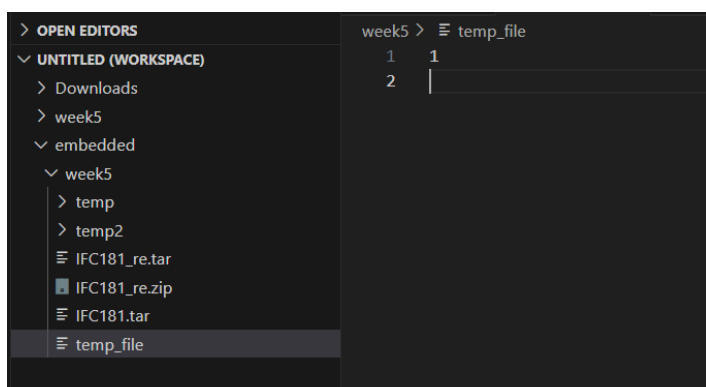 OPEN EDITORS
UNTITLED (WORKSPACE)
Downloads
week5
embedded
week5
temp
temp2
IFC181_re.tar
IFC181_re.zip
IFC181.tar
temp_file
week5 > temp_file
1 1
2